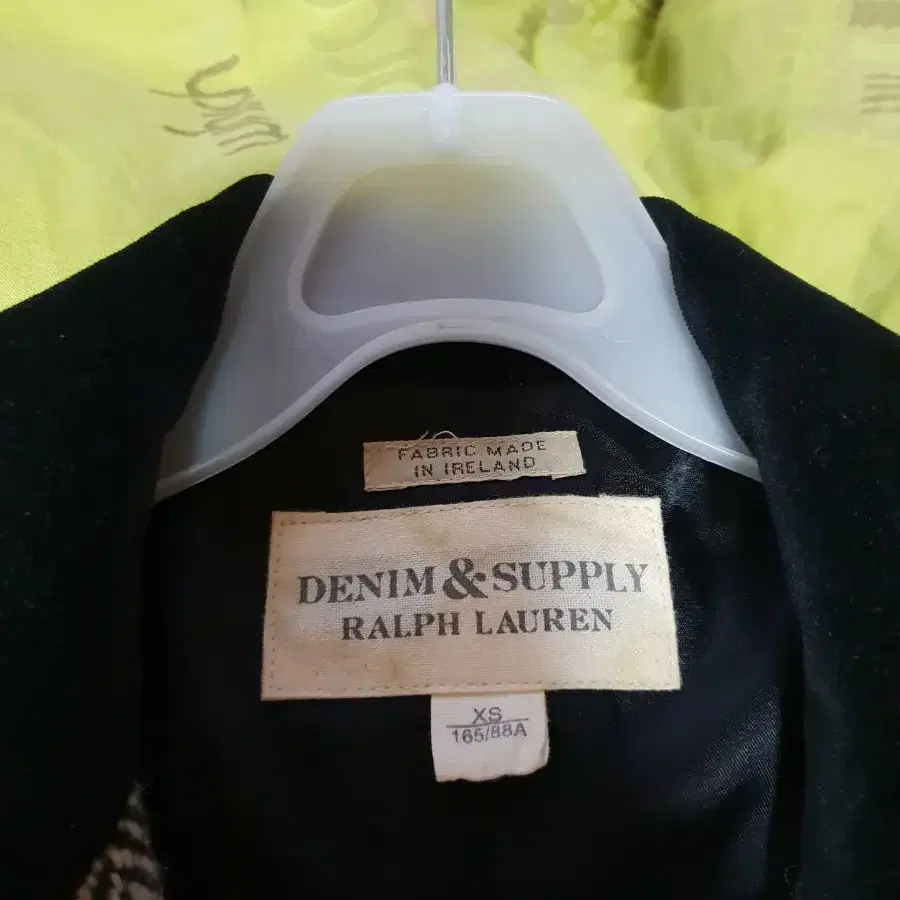 FABRIC MADE
IN IRELAND
DENIM & SUPPLY
RALPH LAUREN
XS
165/88A